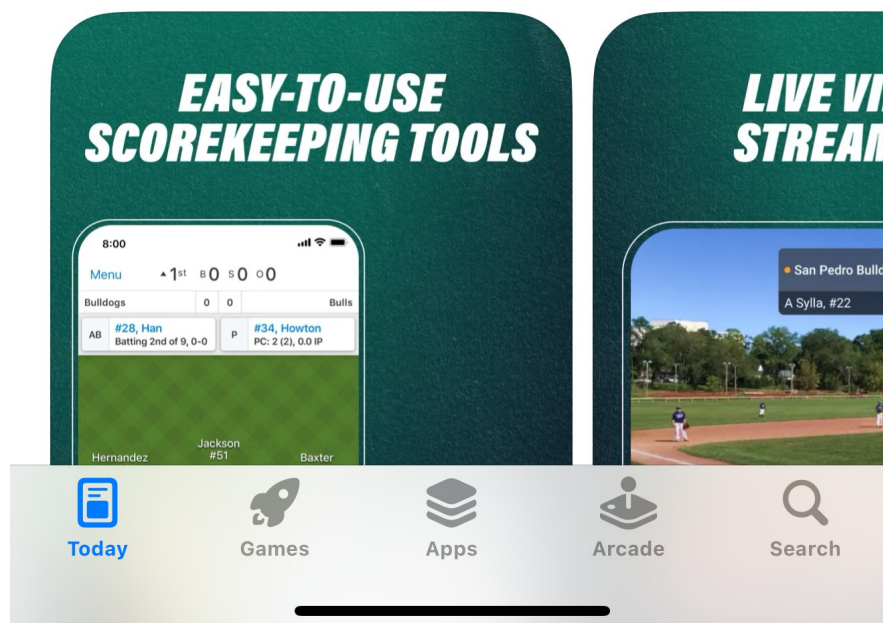 EASY-TO-USE
SCOREKEEPING TOOLS
8:00
Menu ▲1st B 0 S 0 O 0
Bulldogs 0 0 Bulls
AB #28, Han
Batting 2nd of 9, 0-0
P #34, Howton
PC: 2 (2), 0.0 IP
Jackson
#51
Hernandez Baxter
LIVE VI
STREAM
San Pedro Bulld
A Sylla, #22
Today Games Apps Arcade Search